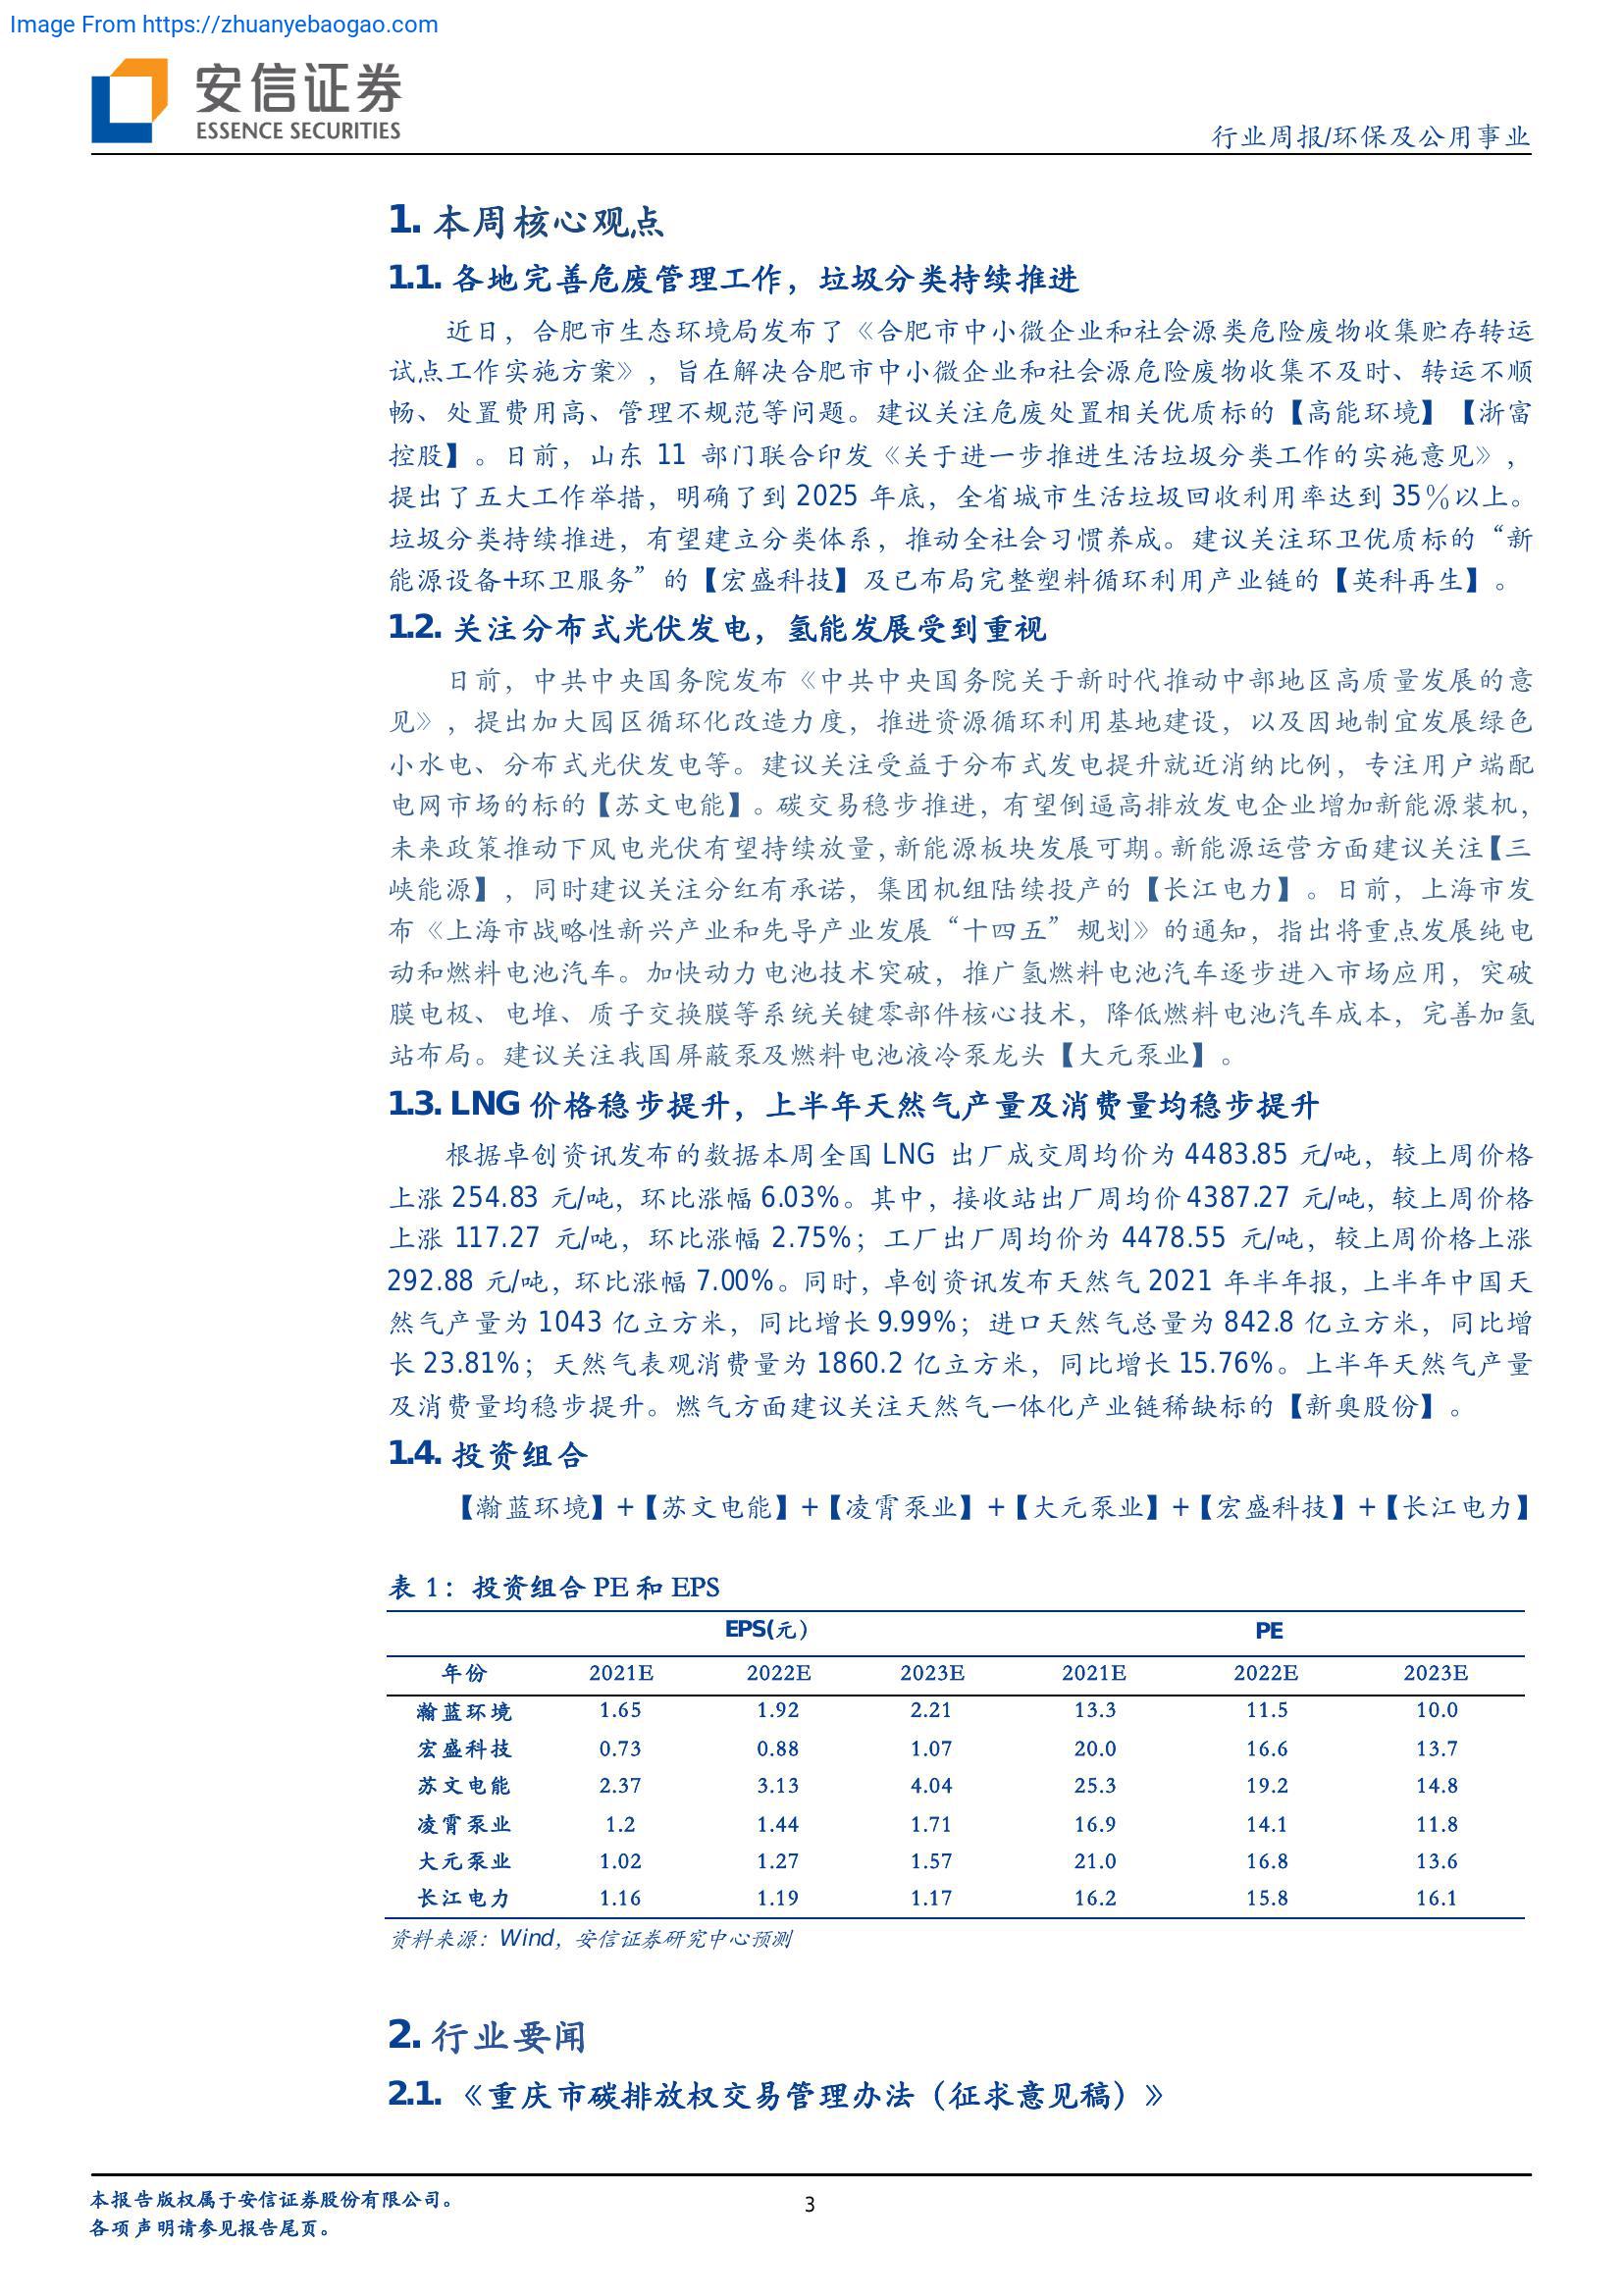 Image From https://zhuanyebaogao.com
安信证券
ESSENCE SECURITIES
行业周报/环保及公用事业
1. 本周核心观点
1.1. 各地完善危废管理工作，垃圾分类持续推进
近日，合肥市生态环境局发布了《合肥市中小微企业和社会源类危险废物收集贮存转运
试点工作实施方案》，旨在解决合肥市中小微企业和社会源危险废物收集不及时、转运不顺
畅、处置费用高、管理不规范等问题。建议关注危废处置相关优质标的【高能环境】【浙富
控股】。日前，山东 11 部门联合印发《关于进一步推进生活垃圾分类工作的实施意见》，
提出了五大工作举措，明确了到 2025 年底，全省城市生活垃圾回收利用率达到 35％以上。
垃圾分类持续推进，有望建立分类体系，推动全社会习惯养成。建议关注环卫优质标的“新
能源设备+环卫服务”的【宏盛科技】及已布局完整塑料循环利用产业链的【英科再生】。
1.2. 关注分布式光伏发电，氢能发展受到重视
日前，中共中央国务院发布《中共中央国务院关于新时代推动中部地区高质量发展的意
见》，提出加大园区循环化改造力度，推进资源循环利用基地建设，以及因地制宜发展绿色
小水电、分布式光伏发电等。建议关注受益于分布式发电提升就近消纳比例，专注用户端配
电网市场的标的【苏文电能】。碳交易稳步推进，有望倒逼高排放发电企业增加新能源装机，
未来政策推动下风电光伏有望持续放量，新能源板块发展可期。新能源运营方面建议关注【三
峡能源】，同时建议关注分红有承诺，集团机组陆续投产的【长江电力】。日前，上海市发
布《上海市战略性新兴产业和先导产业发展“十四五”规划》的通知，指出将重点发展纯电
动和燃料电池汽车。加快动力电池技术突破，推广氢燃料电池汽车逐步进入市场应用，突破
膜电极、电堆、质子交换膜等系统关键零部件核心技术，降低燃料电池汽车成本，完善加氢
站布局。建议关注我国屏蔽泵及燃料电池液冷泵龙头【大元泵业】。
1.3. LNG 价格稳步提升，上半年天然气产量及消费量均稳步提升
根据卓创资讯发布的数据本周全国 LNG 出厂成交周均价为 4483.85 元/吨，较上周价格
上涨 254.83 元/吨，环比涨幅 6.03%。其中，接收站出厂周均价 4387.27 元/吨，较上周价格
上涨 117.27 元/吨，环比涨幅 2.75%；工厂出厂周均价为 4478.55 元/吨，较上周价格上涨
292.88 元/吨，环比涨幅 7.00%。同时，卓创资讯发布天然气 2021 年半年报，上半年中国天
然气产量为 1043 亿立方米，同比增长 9.99%；进口天然气总量为 842.8 亿立方米，同比增
长 23.81%；天然气表观消费量为 1860.2 亿立方米，同比增长 15.76%。上半年天然气产量
及消费量均稳步提升。燃气方面建议关注天然气一体化产业链稀缺标的【新奥股份】。
1.4. 投资组合
【瀚蓝环境】+【苏文电能】+【凌霄泵业】+【大元泵业】+【宏盛科技】+【长江电力】
表 1：投资组合 PE 和 EPS
EPS(元） PE
年份 2021E 2022E 2023E 2021E 2022E 2023E
瀚蓝环境 1.65 1.92 2.21 13.3 11.5 10.0
宏盛科技 0.73 0.88 1.07 20.0 16.6 13.7
苏文电能 2.37 3.13 4.04 25.3 19.2 14.8
凌霄泵业 1.2 1.44 1.71 16.9 14.1 11.8
大元泵业 1.02 1.27 1.57 21.0 16.8 13.6
长江电力 1.16 1.19 1.17 16.2 15.8 16.1
资料来源：Wind，安信证券研究中心预测
2. 行业要闻
2.1. 《重庆市碳排放权交易管理办法（征求意见稿）》
本报告版权属于安信证券股份有限公司。
3
各项声明请参见报告尾页。